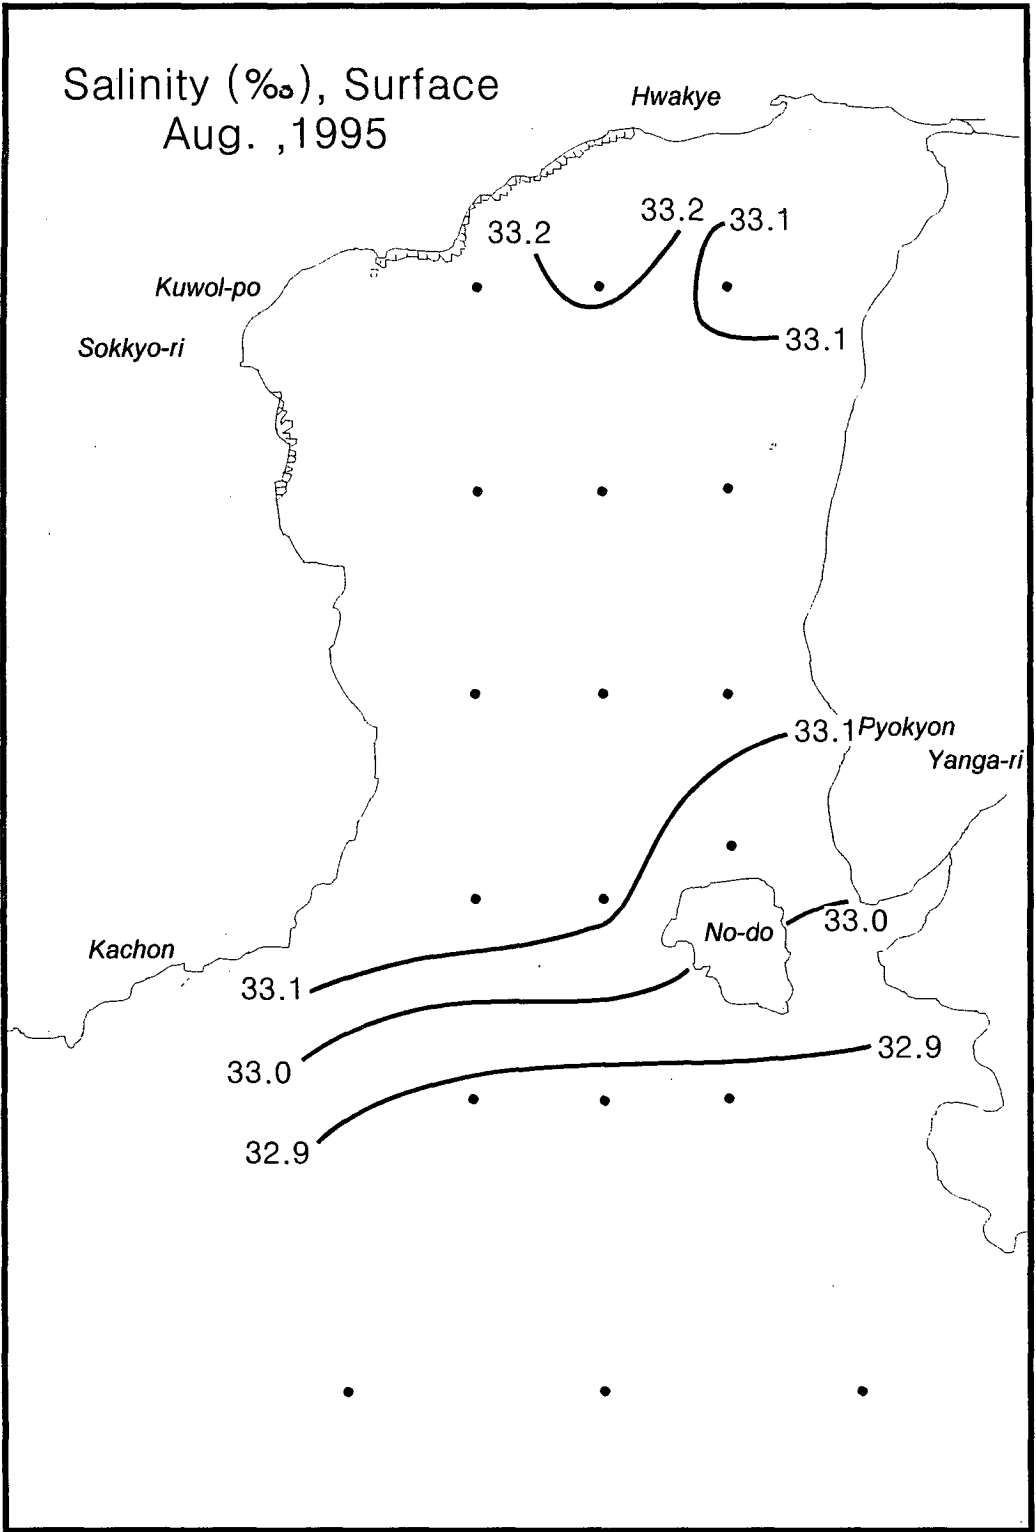 Salinity (‰), Surface
Aug. ,1995
Hwakye
33.2
33.2
33.1
Kuwol-po
33.1
Sokkyo-ri
33.1
Pyokyon
Yanga-ri
33.0
No-do
Kachon
33.1
33.0
32.9
32.9